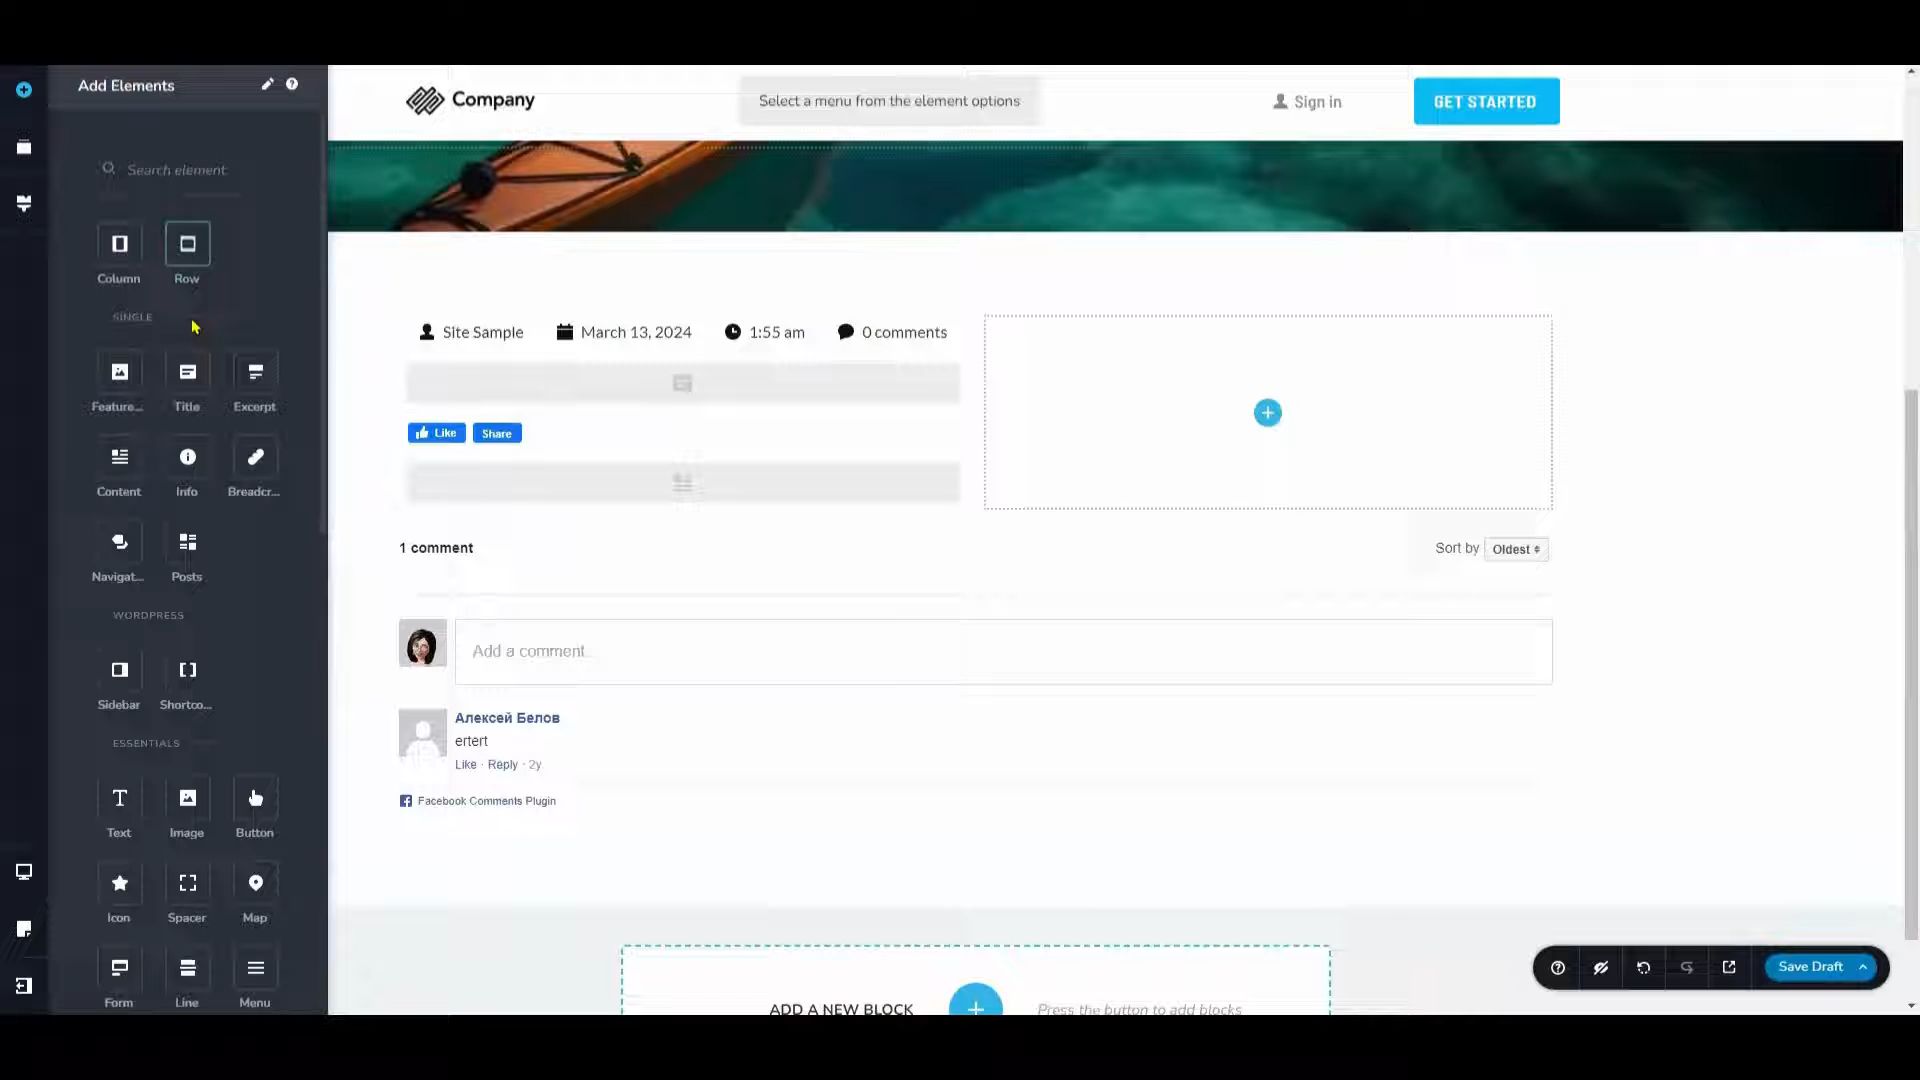 Add Elements
Search element
Column
Row
SINGLE
Feature...
Title
Excerpt
Content
Info
Breadcr...
Navigat...
Posts
WORDPRESS
Sidebar
Shortco...
ESSENTIALS
Text
Image
Button
Icon
Spacer
Map
Form
Line
Menu
Company
Select a menu from the element options
Sign in
GET STARTED
Site Sample
March 13, 2024
1:55 am
0 comments
Like
Share
1 comment
Sort by
Oldest
Add a comment...
Алексей Белов
ertert
Like · Reply · 2y
Facebook Comments Plugin
ADD A NEW BLOCK
Press the button to add blocks
Save Draft